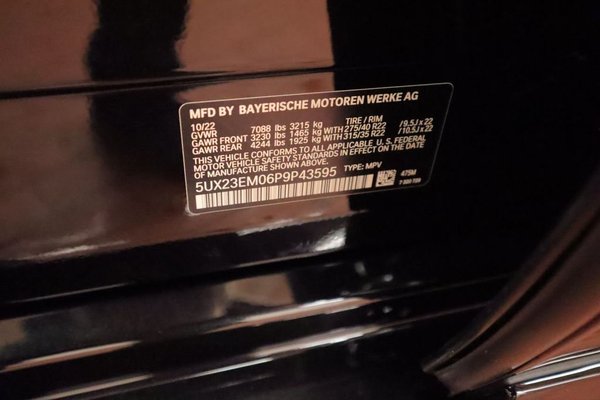 MFD BY BAYERISCHE MOTOREN WERKE AG
10/22 TIRE / RIM
GVWR 7088 lbs 3215 kg
GAWR FRONT 3230 lbs 1465 kg WITH 275/40 R22 / 9.5J x 22
GAWR REAR 4244 lbs 1925 kg WITH 315/35 R22 / 10.5J x 22
THIS VEHICLE CONFORMS TO ALL APPLICABLE U. S. FEDERAL
MOTOR VEHICLE SAFETY STANDARDS IN EFFECT
ON THE DATE OF MANUFACTURE SHOWN ABOVE.
5UX23EM06P9P43595 TYPE: MPV
475M